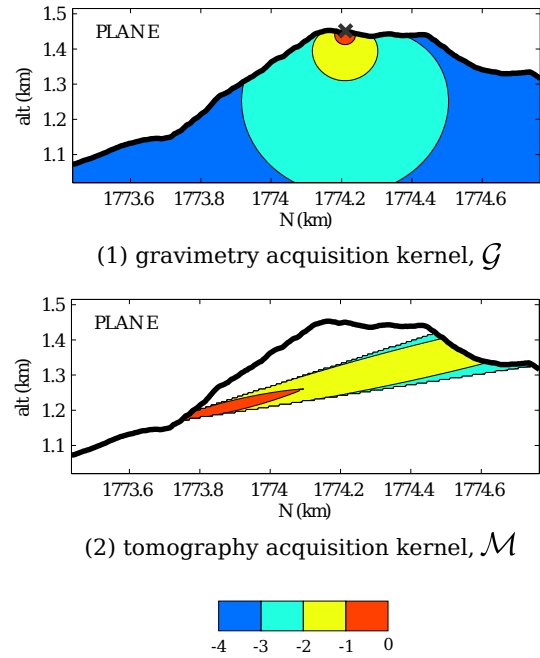 1.5
PLANE
1.4
1.3
1.2
1.1
alt (km)
1773.6 1773.8 1774 1774.2 1774.4 1774.6
N (km)
(1) gravimetry acquisition kernel, 𝒢
1.5
PLANE
1.4
1.3
1.2
1.1
alt (km)
1773.6 1773.8 1774 1774.2 1774.4 1774.6
N (km)
(2) tomography acquisition kernel, ℳ
-4 -3 -2 -1 0